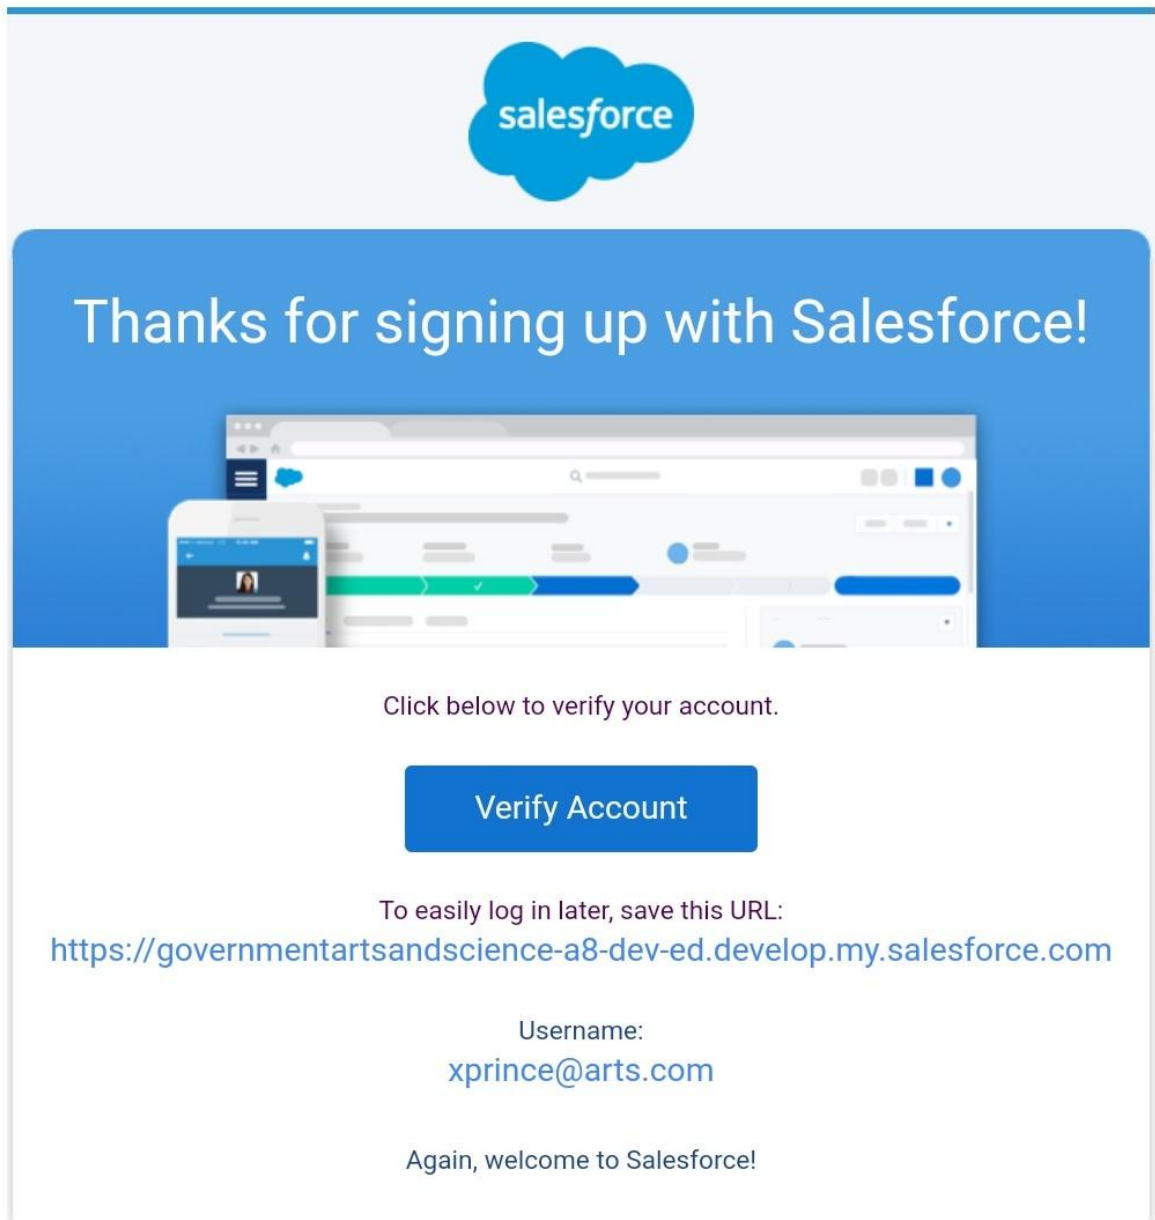 salesforce
Thanks for signing up with Salesforce!
Click below to verify your account.
Verify Account
To easily log in later, save this URL:
https://governmentartsandscience-a8-dev-ed.develop.my.salesforce.com
Username:
xprince@arts.com
Again, welcome to Salesforce!